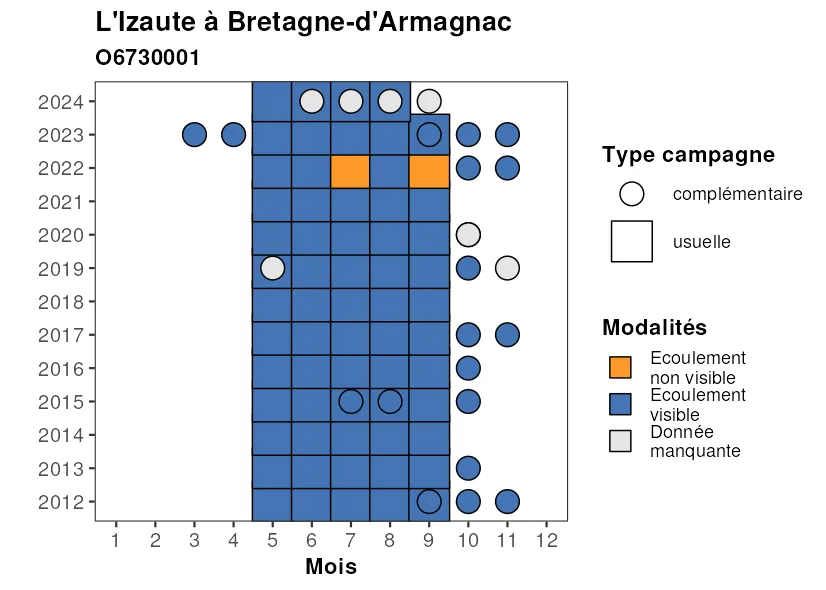 L'Izaute à Bretagne-d'Armagnac
O6730001
2024
2023
2022
2021
2020
2019
2018
2017
2016
2015
2014
2013
2012
1 2 3 4 5 6 7 8 9 10 11 12
Mois
Type campagne
complémentaire
usuelle
Modalités
Ecoulement
non visible
Ecoulement
visible
Donnée
manquante